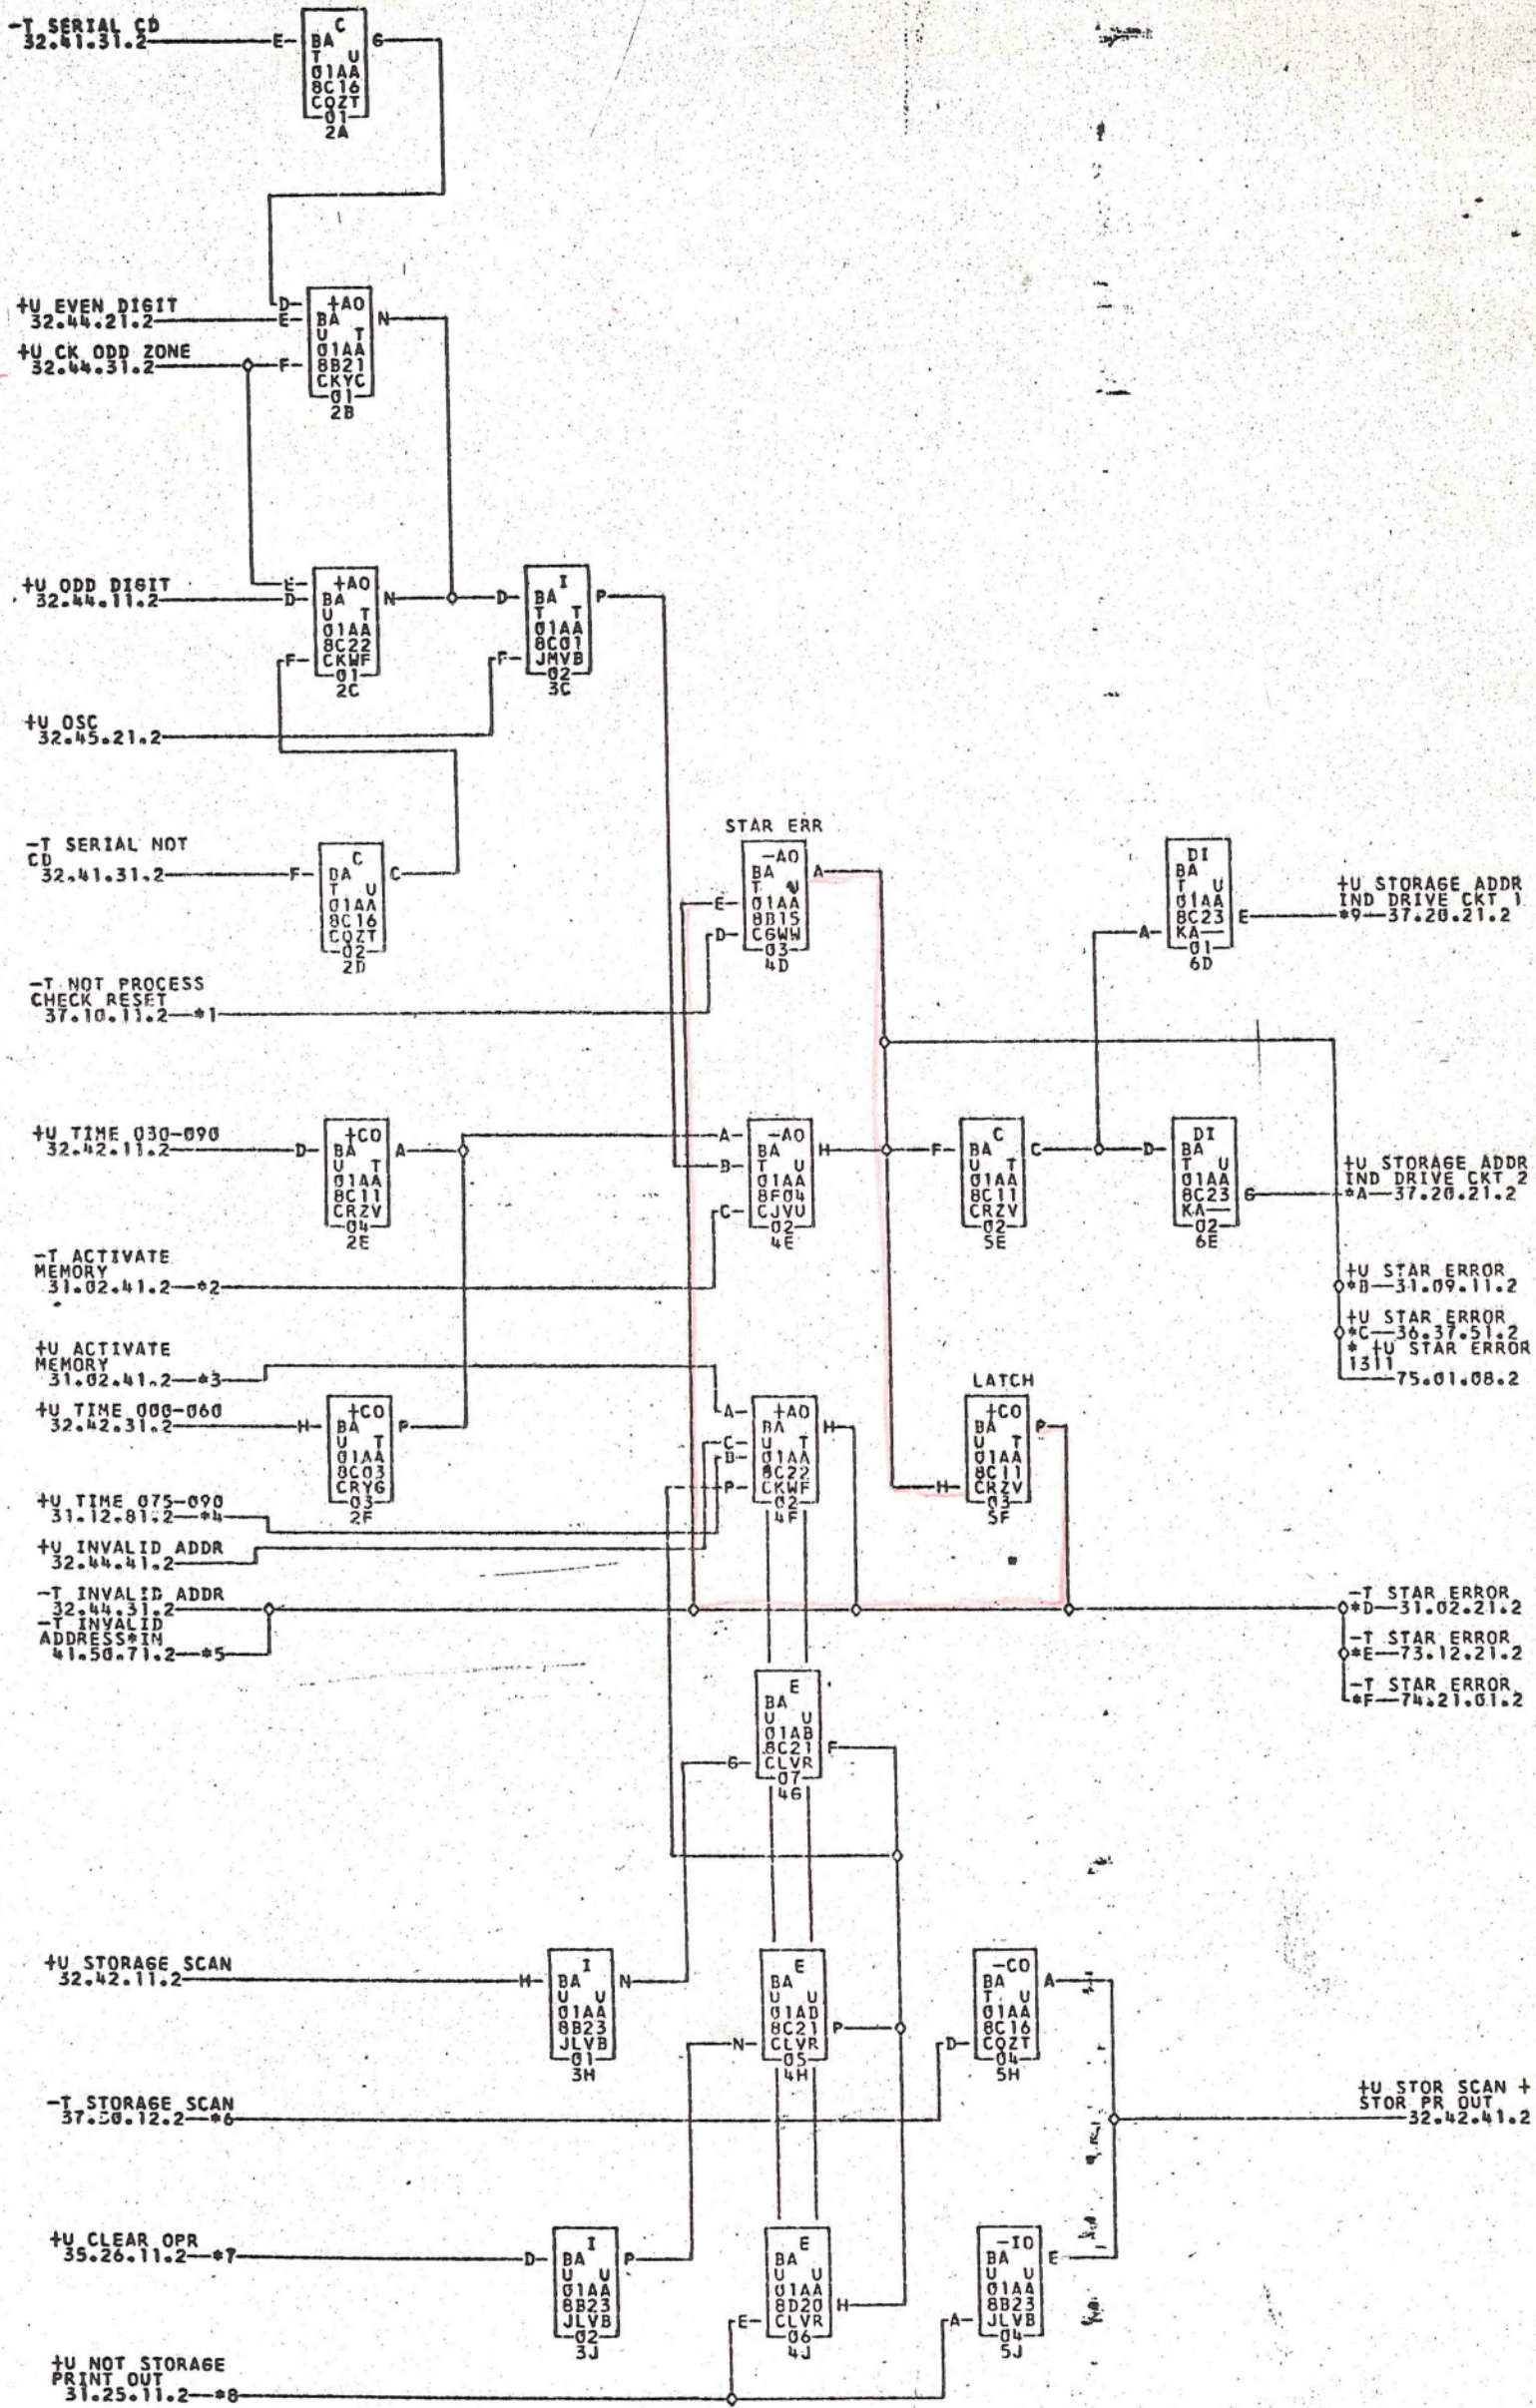 -T SERIAL CD
32.41.31.2
E
C
BA G
T U
01AA
8C16
CQZT
01
2A
+U EVEN DIGIT
32.44.21.2
+U CK ODD ZONE
32.44.31.2
D
E
F
+AO
BA N
U T
01AA
8B21
CKYC
01
2B
+U ODD DIGIT
32.44.11.2
E
D
F
+AO
BA N
U T
01AA
8C22
CKWF
01
2C
D
F
I
BA P
T T
01AA
8C01
JMVB
02
3C
+U OSC
32.45.21.2
-T SERIAL NOT
CD
32.41.31.2
F
C
DA C
T U
01AA
8C16
CQZT
02
2D
STAR ERR
E
D
-AO
BA A
T U
01AA
8B15
CGWW
03
4D
A
DI
BA
T U
01AA
8C23 E
KA
01
6D
+U STORAGE ADDR
IND DRIVE CKT 1
*9-37.20.21.2
-T NOT PROCESS
CHECK RESET
37.10.11.2-*1
+U TIME 030-090
32.42.11.2
D
+CO
BA A
U T
01AA
8C11
CRZV
04
2E
A
B
C
-AO
BA H
T U
01AA
8F04
CJVU
02
4E
F
C
BA C
U T
01AA
8C11
CRZV
02
5E
D
DI
BA
T U
01AA
8C23 G
KA
02
6E
+U STORAGE ADDR
IND DRIVE CKT 2
*A-37.20.21.2
-T ACTIVATE
MEMORY
31.02.41.2-*2
+U STAR ERROR
*B-31.09.11.2
+U STAR ERROR
*C-36.37.51.2
* +U STAR ERROR
1311
75.01.08.2
+U ACTIVATE
MEMORY
31.02.41.2-*3
+U TIME 000-060
32.42.31.2
H
+CO
BA P
U T
01AA
8C03
CRYG
03
2F
A
C
B
P
+AO
BA H
U T
01AA
8C22
CKWF
02
4F
LATCH
H
+CO
BA P
U T
01AA
8C11
CRZV
03
5F
+U TIME 075-090
31.12.81.2-*4
+U INVALID ADDR
32.44.41.2
-T INVALID ADDR
32.44.31.2
-T INVALID
ADDRESS*IN
41.50.71.2-*5
-T STAR ERROR
*D-31.02.21.2
-T STAR ERROR
*E-73.12.21.2
-T STAR ERROR
*F-74.21.01.2
G
E
BA
U U
01AB
8C21 F
CLVR
07
4G
+U STORAGE SCAN
32.42.11.2
H
I
BA N
U U
01AA
8B23
JLVB
01
3H
N
E
BA
U U
01AD
8C21 P
CLVR
05
4H
D
-CO
BA A
T U
01AA
8C16
CQZT
04
5H
-T STORAGE SCAN
-*6
+U STOR SCAN +
STOR PR OUT
32.42.41.2
+U CLEAR OPR
35.26.11.2-*7
D
I
BA P
U U
01AA
8B23
JLVB
02
3J
E
E
BA
U U
01AA
8D20 H
CLVR
06
4J
A
-IO
BA E
U U
01AA
8B23
JLVB
04
5J
+U NOT STORAGE
PRINT OUT
31.25.11.2-*8